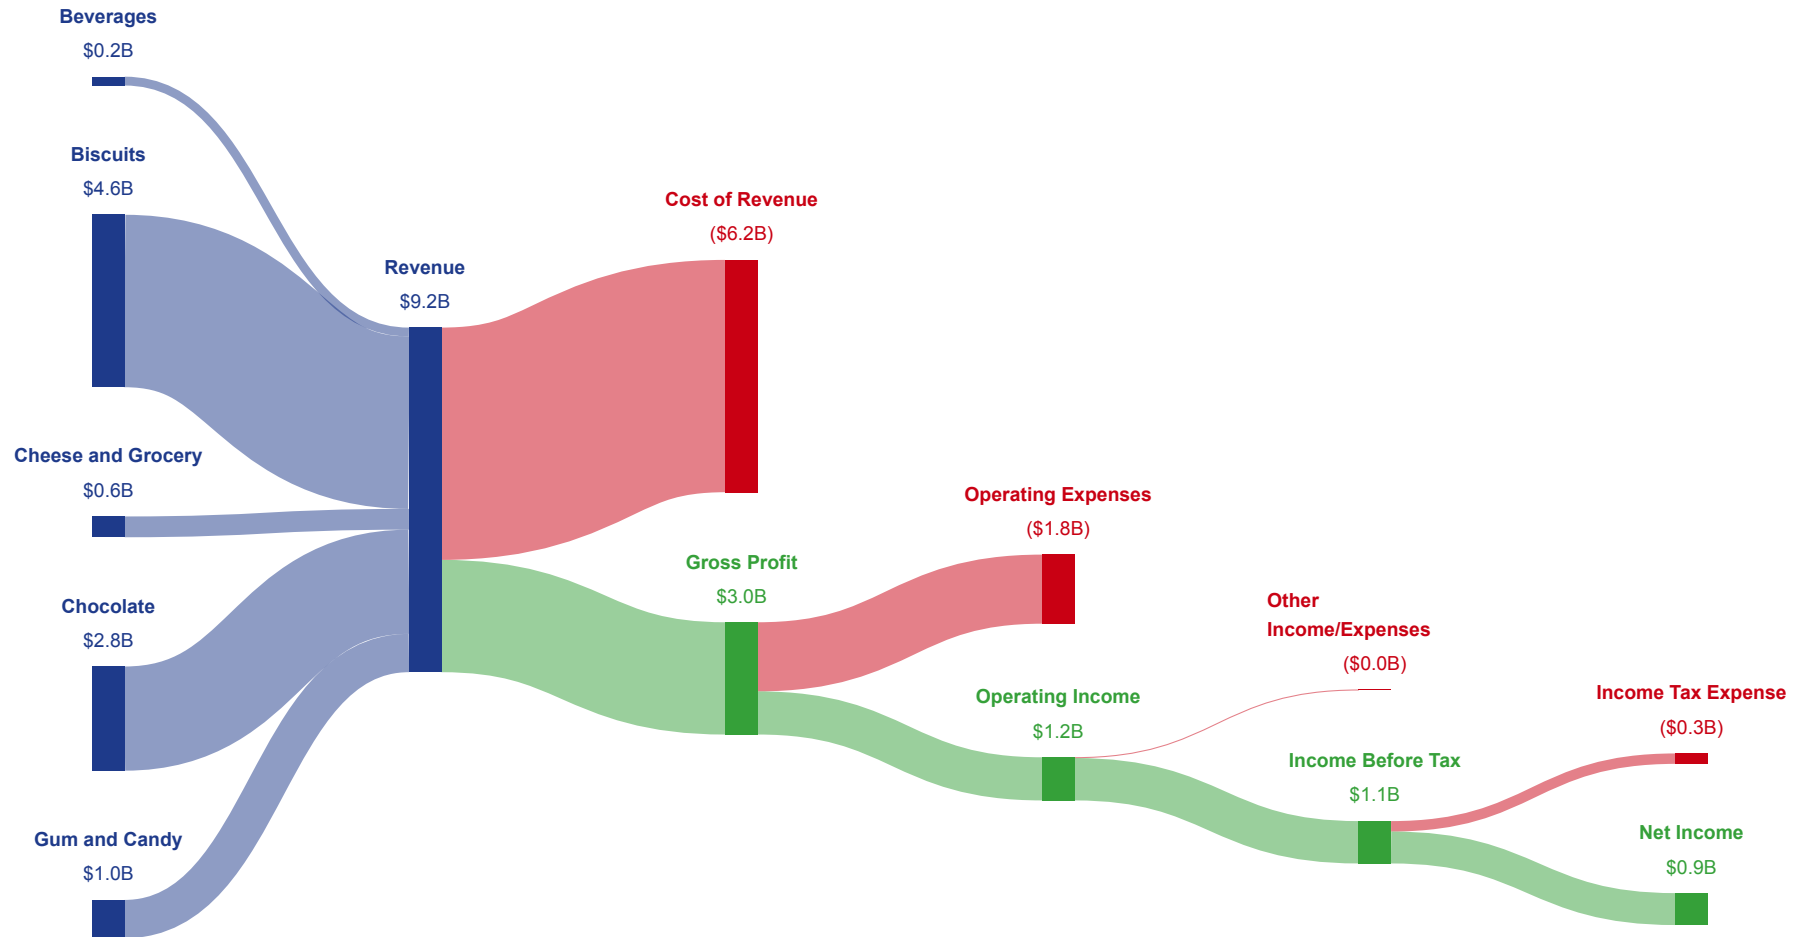 Beverages
$0.2B
Biscuits
$4.6B
Cheese and Grocery
$0.6B
Chocolate
$2.8B
Gum and Candy
$1.0B
Revenue
$9.2B
Cost of Revenue
($6.2B)
Gross Profit
$3.0B
Operating Expenses
($1.8B)
Operating Income
$1.2B
Other
Income/Expenses
($0.0B)
Income Before Tax
$1.1B
Income Tax Expense
($0.3B)
Net Income
$0.9B